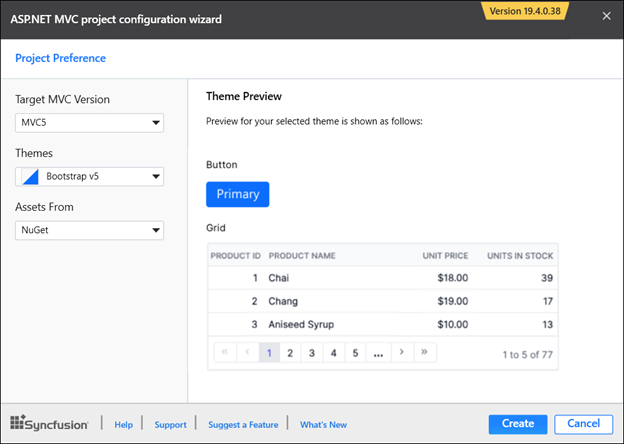 ASP.NET MVC project configuration wizard
Version 19.4.0.38
Project Preference
Target MVC Version
MVC5
Themes
Bootstrap v5
Assets From
NuGet
Theme Preview
Preview for your selected theme is shown as follows:
Button
Primary
Grid
PRODUCT ID PRODUCT NAME UNIT PRICE UNITS IN STOCK
1 Chai $18.00 39
2 Chang $19.00 17
3 Aniseed Syrup $10.00 13
« ‹ 1 2 3 4 5 ... › » 1 to 5 of 77
Syncfusion | Help | Support | Suggest a Feature | What's New
Create Cancel